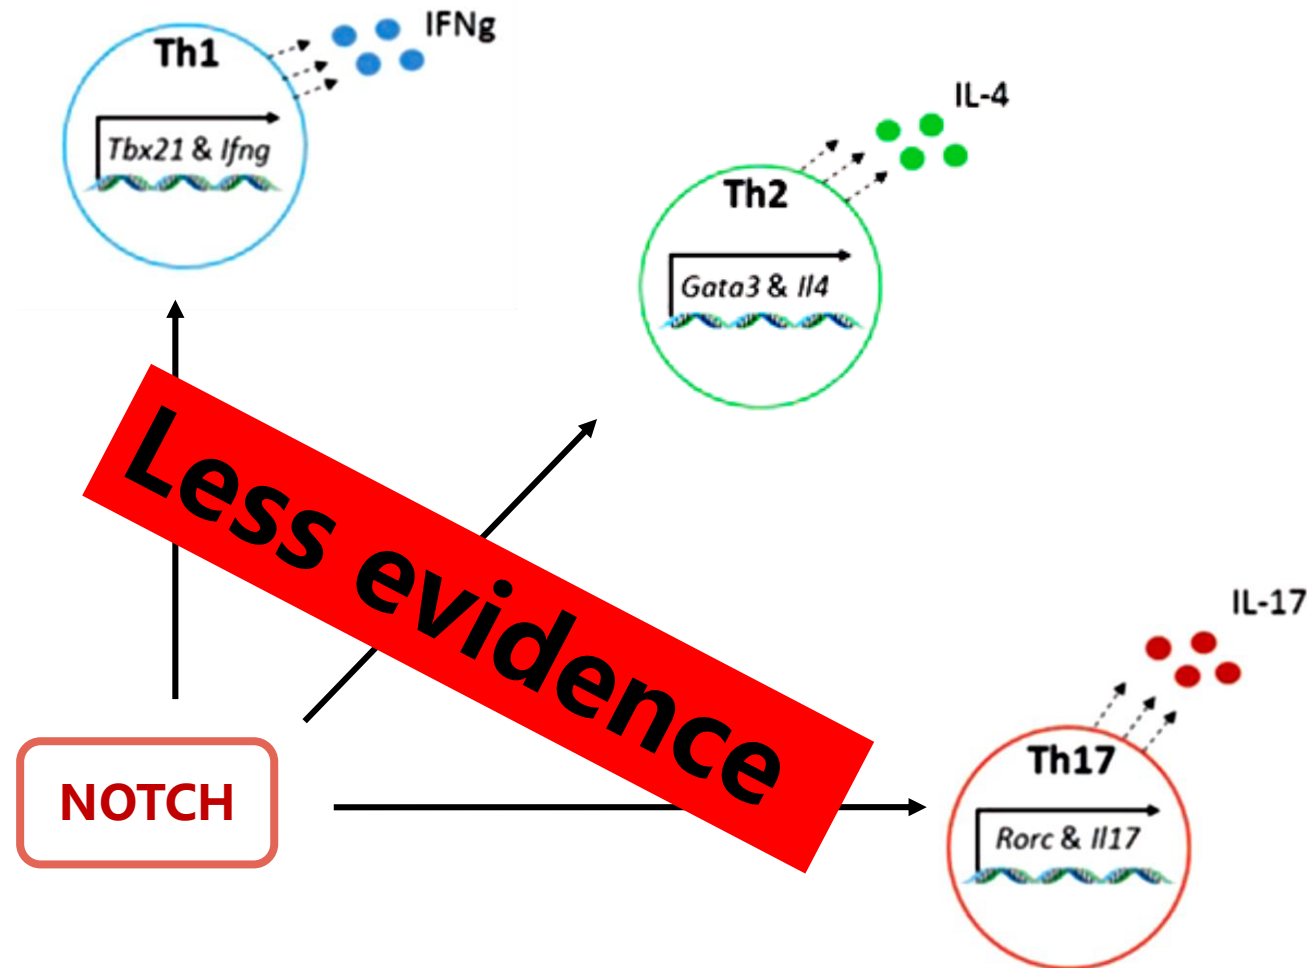 Th1
IFNg
Tbx21 & Ifng
IL-4
Th2
Gata3 & Il4
Less evidence
IL-17
NOTCH
Th17
Rorc & Il17